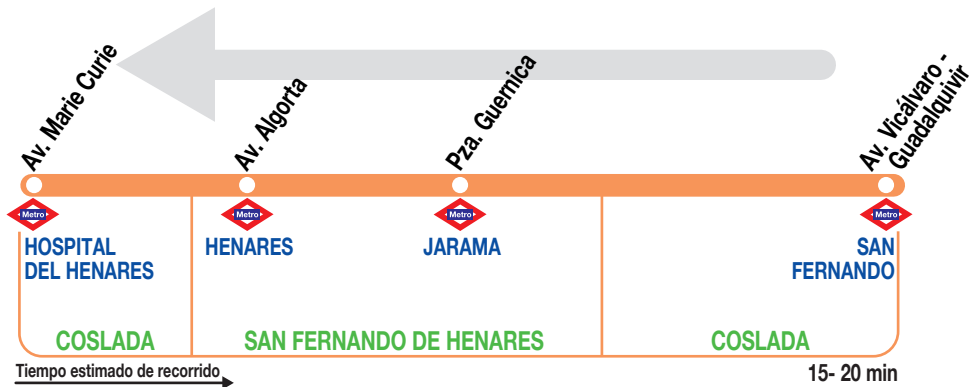 Av. Marie Curie
Av. Algorta
Pza. Guernica
Av. Vicálvaro -
Guadalquivir
Metro
Metro
Metro
Metro
HOSPITAL
DEL HENARES
HENARES
JARAMA
SAN
FERNANDO
COSLADA
SAN FERNANDO DE HENARES
COSLADA
Tiempo estimado de recorrido
15- 20 min